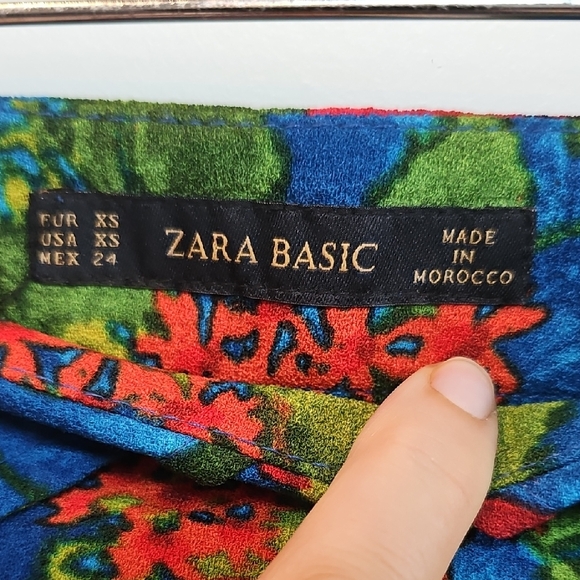 EUR XS
USA XS
MEX 24
ZARA BASIC
MADE
IN
MOROCCO